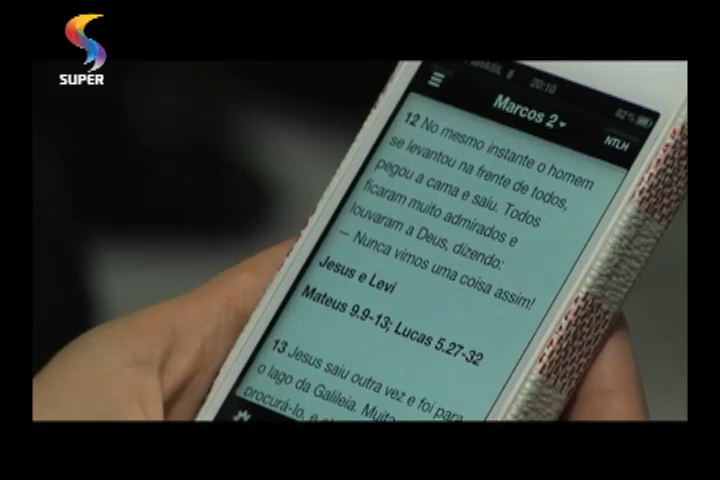 SUPER
BRASIL 20:10 82%
Marcos 2
NTLH
12 No mesmo instante o homem
se levantou na frente de todos,
pegou a cama e saiu. Todos
ficaram muito admirados e
louvaram a Deus, dizendo:
— Nunca vimos uma coisa assim!
Jesus e Levi
Mateus 9.9-13; Lucas 5.27-32
13 Jesus saiu outra vez e foi para
o lago da Galileia.
procurá-lo, e